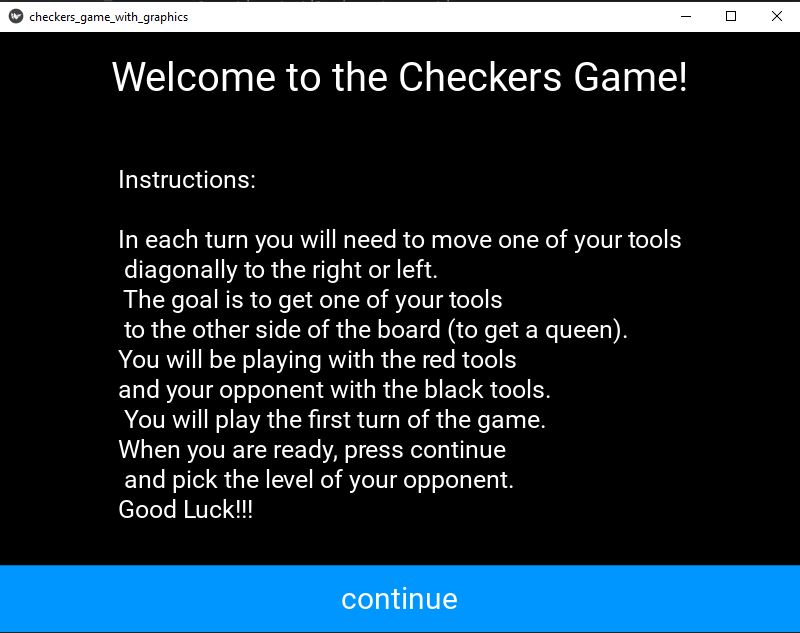 checkers_game_with_graphics
Welcome to the Checkers Game!
Instructions:
In each turn you will need to move one of your tools
diagonally to the right or left.
The goal is to get one of your tools
to the other side of the board (to get a queen).
You will be playing with the red tools
and your opponent with the black tools.
You will play the first turn of the game.
When you are ready, press continue
and pick the level of your opponent.
Good Luck!!!
continue